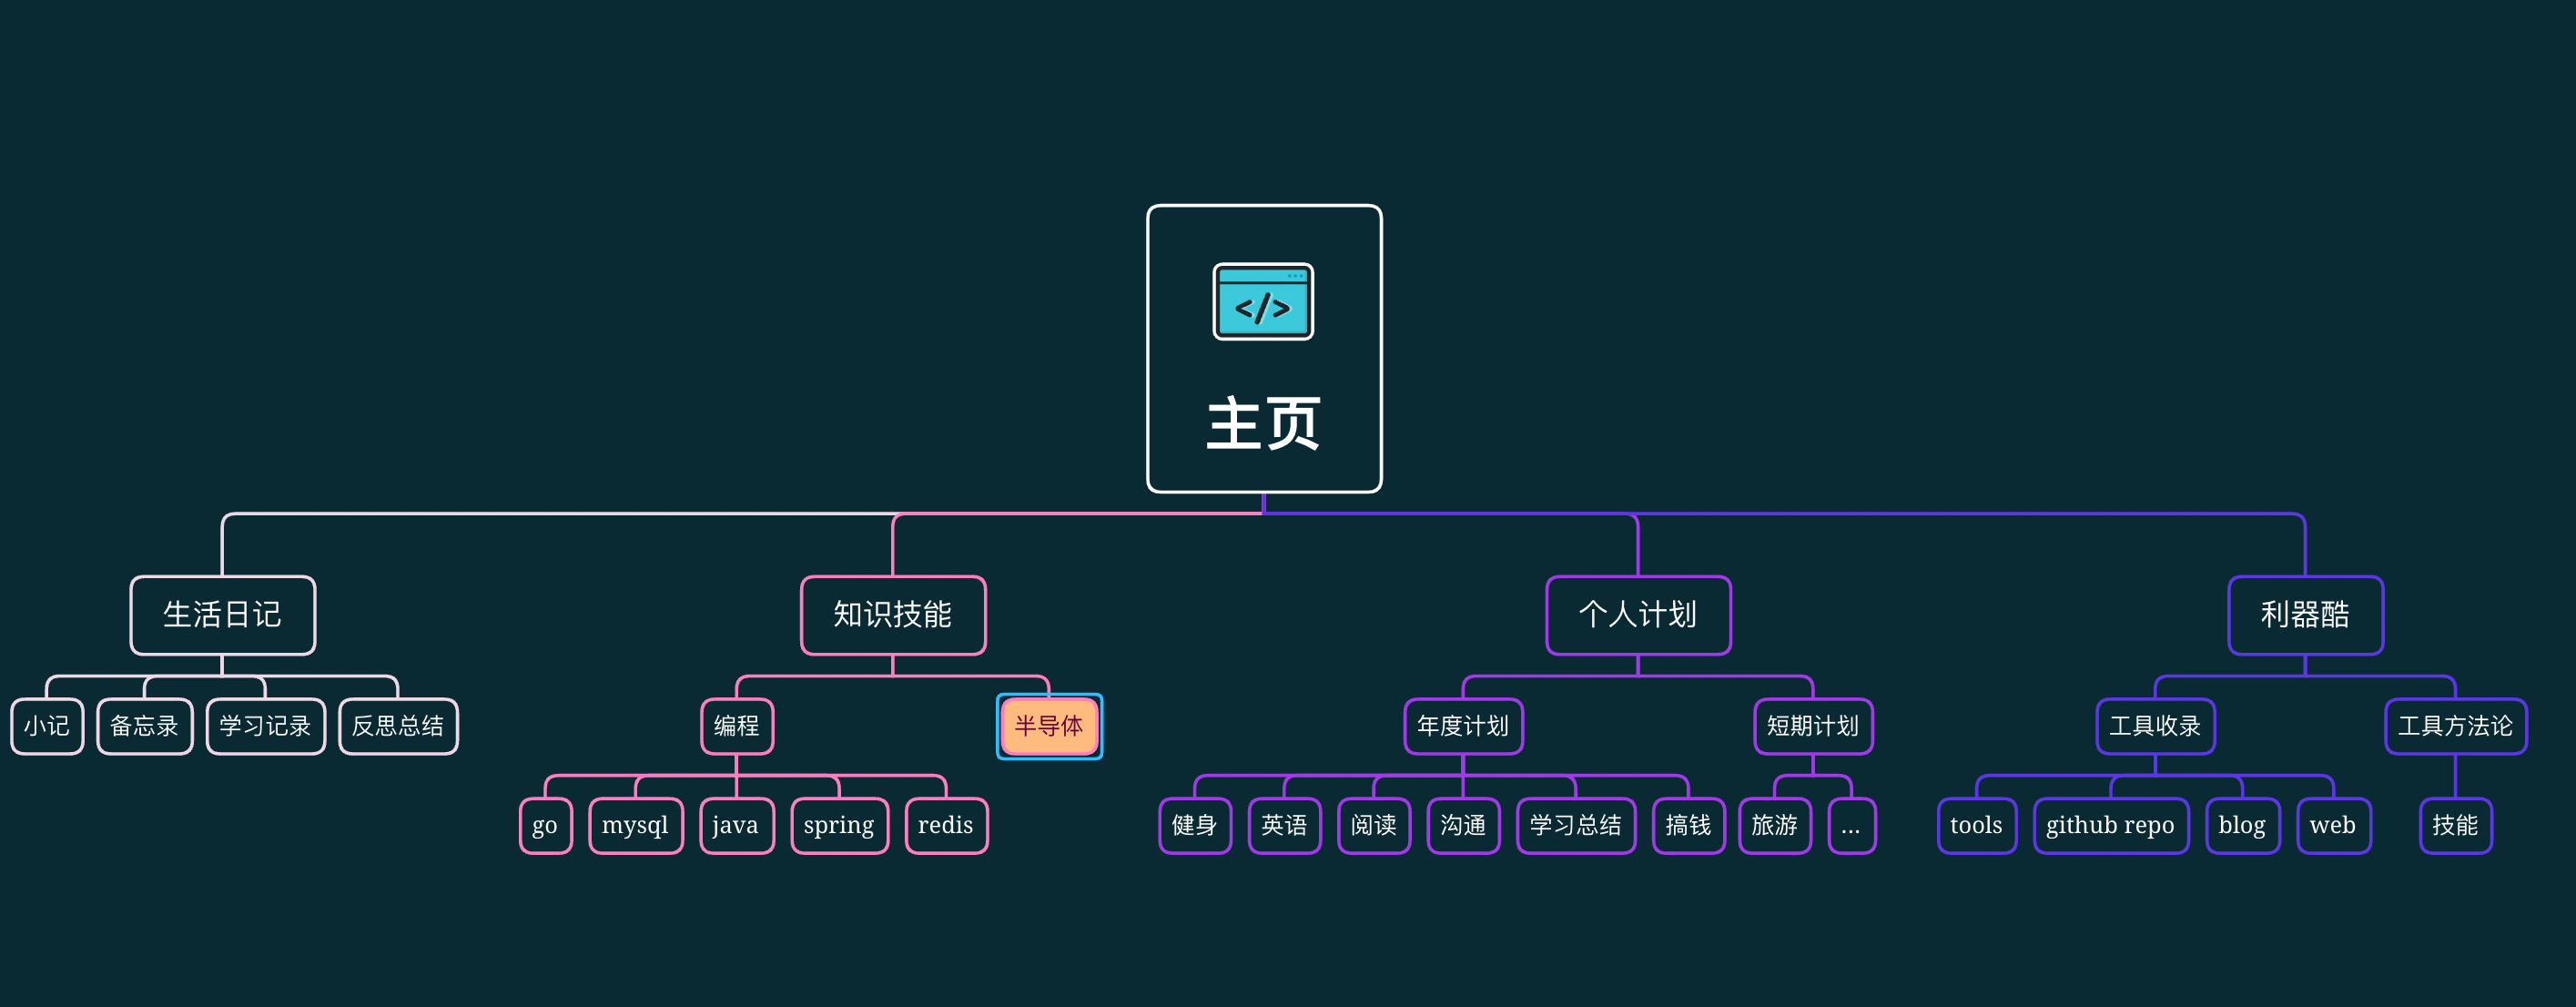 </>
主页
生活日记
知识技能
个人计划
利器酷
小记
备忘录
学习记录
反思总结
编程
半导体
年度计划
短期计划
工具收录
工具方法论
go
mysql
java
spring
redis
健身
英语
阅读
沟通
学习总结
搞钱
旅游
...
tools
github repo
blog
web
技能